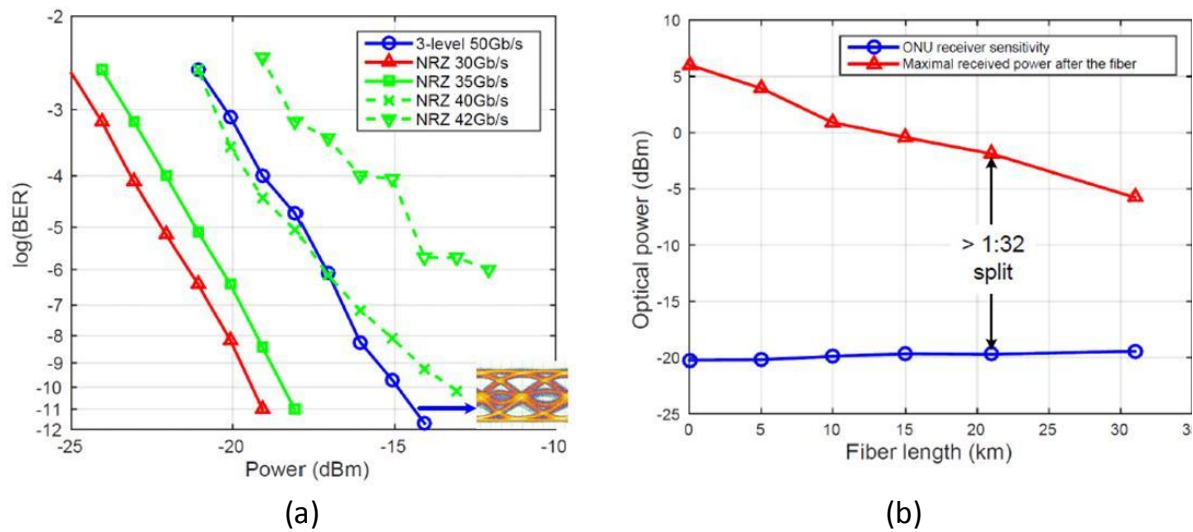 -2
-3
-4
-5
-6
-7
-8
-9
-10
-11
-12
-25
-20
-15
-10
log(BER)
Power (dBm)
3-level 50Gb/s
NRZ 30Gb/s
NRZ 35Gb/s
NRZ 40Gb/s
NRZ 42Gb/s
(a)
10
5
0
-5
-10
-15
-20
-25
0
5
10
15
20
25
30
35
Optical power (dBm)
Fiber length (km)
ONU receiver sensitivity
Maximal received power after the fiber
> 1:32
split
(b)